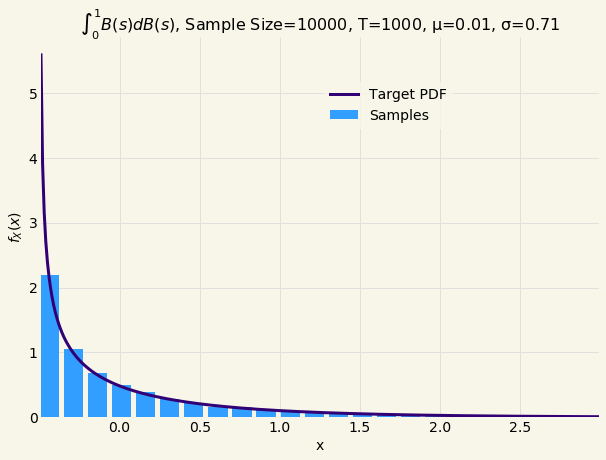 ∫₀¹ B(s)dB(s), Sample Size=10000, T=1000, μ=0.01, σ=0.71
Target PDF
Samples
5
4
3
2
1
0
f_X(x)
0.0 0.5 1.0 1.5 2.0 2.5
x